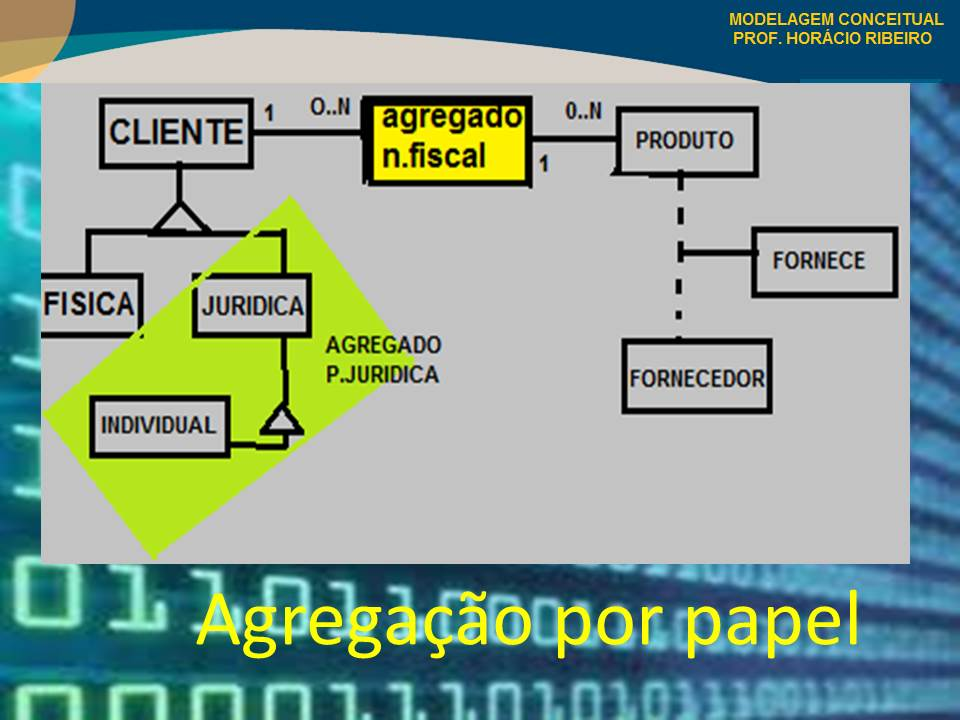 MODELAGEM CONCEITUAL
PROF. HORÁCIO RIBEIRO
CLIENTE
1
O..N
agregado
n.fiscal
0..N
1
PRODUTO
FORNECE
FISICA
JURIDICA
AGREGADO
P.JURIDICA
FORNECEDOR
INDIVIDUAL
Agregação por papel